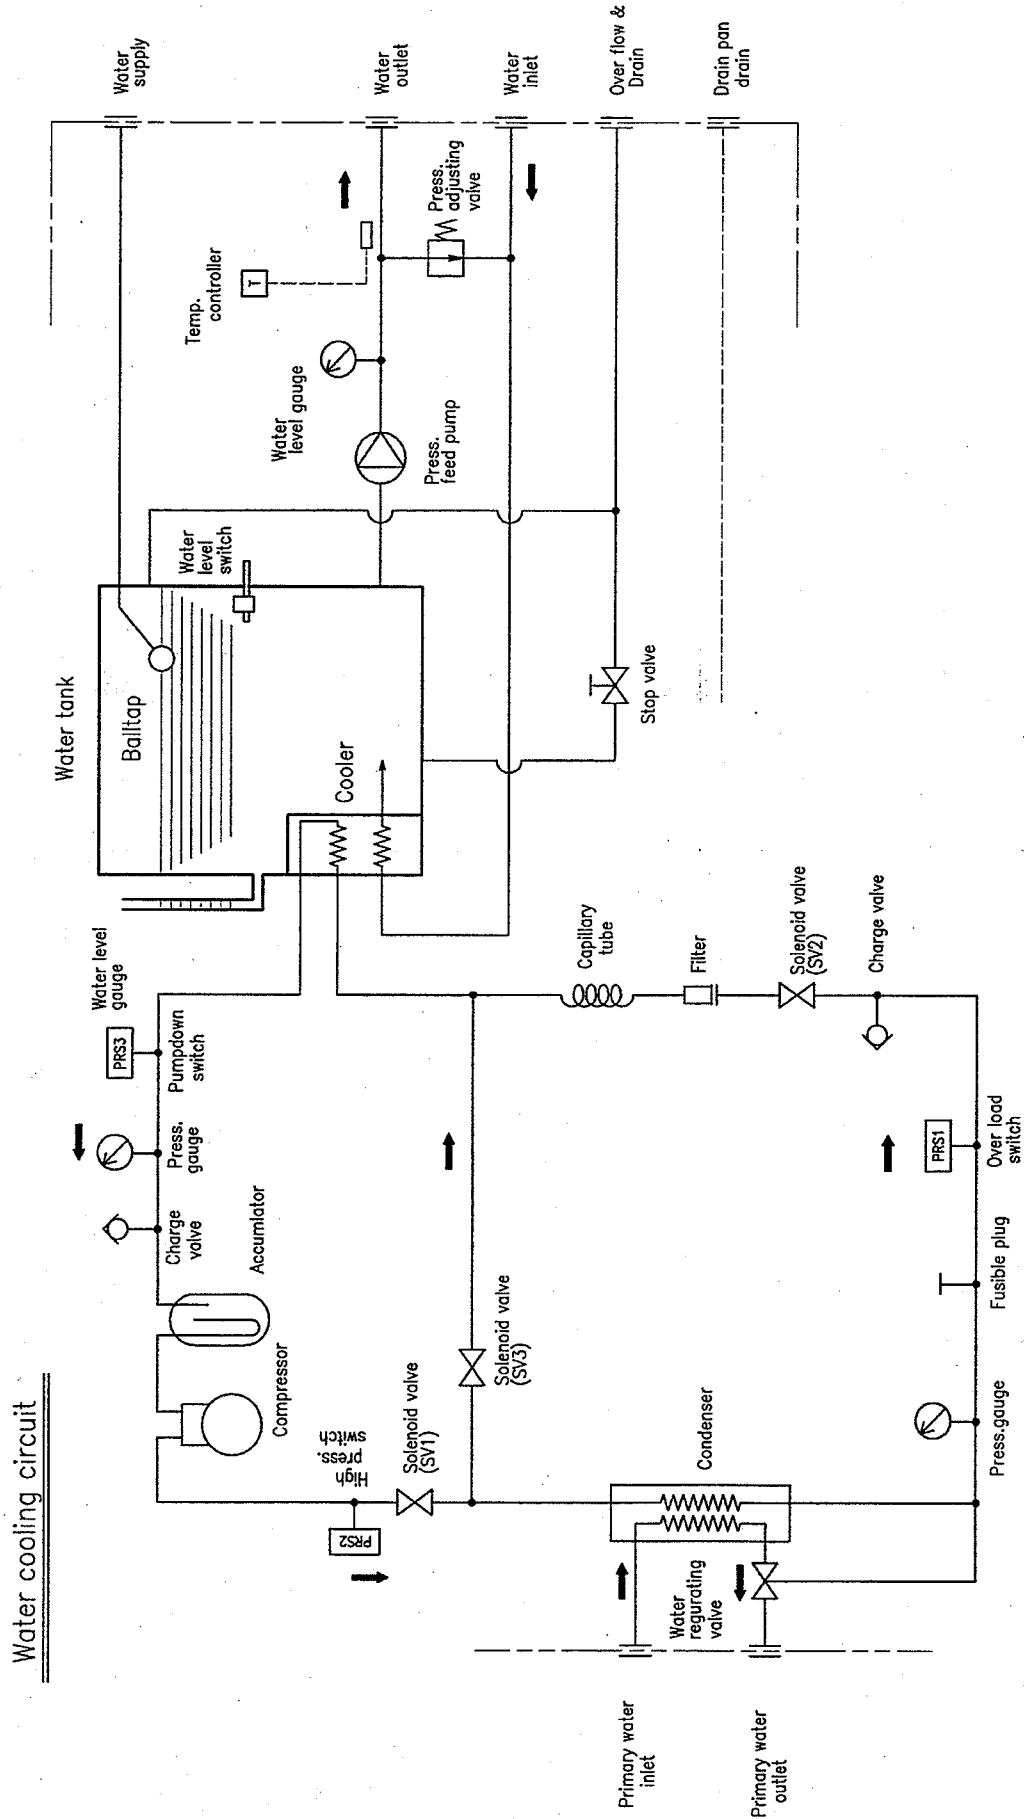 Water cooling circuit
Water level
gauge
PRS3
Pumpdown
switch
Press.
gauge
Charge
valve
Accumlator
Compressor
High
press.
switch
PRS2
Solenoid valve
(SV1)
Solenoid valve
(SV3)
Condenser
Water
regurating
valve
Primary water
inlet
Primary water
outlet
Press.gauge
Fusible plug
PRS1
Over load
switch
Charge valve
Solenoid valve
(SV2)
Filter
Capillary
tube
Water tank
Balltap
Cooler
Water
level
switch
Stop valve
Water
level gauge
Press.
feed pump
Temp.
controller
T
Press.
adjusting
valve
Water
supply
Water
outlet
Water
inlet
Over flow &
Drain
Drain pan
drain